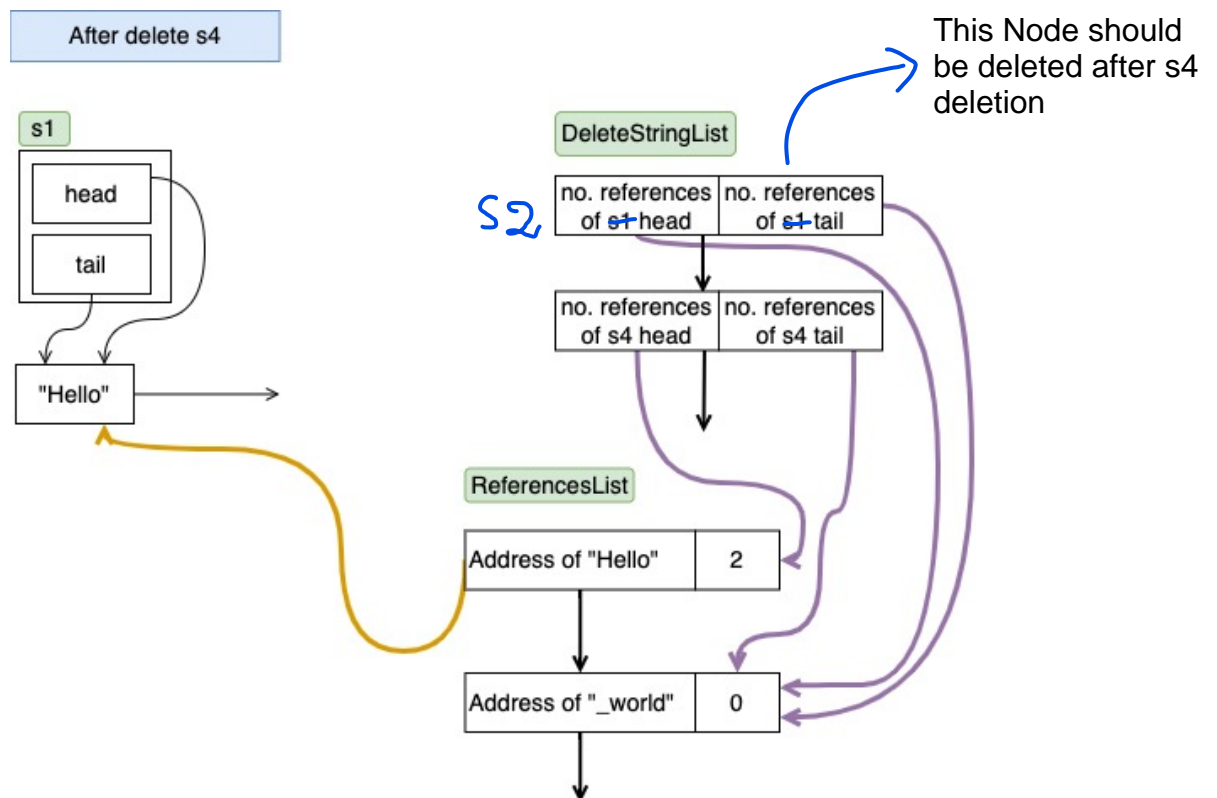 After delete s4
This Node should
be deleted after s4
deletion
s1
head
tail
"Hello"
DeleteStringList
S2
no. references
of s1 head
no. references
of s1 tail
no. references
of s4 head
no. references
of s4 tail
ReferencesList
Address of "Hello"
2
Address of "_world"
0